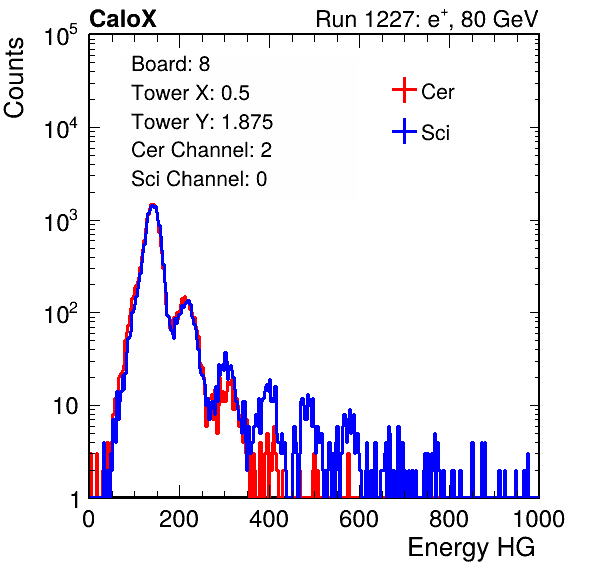 CaloX Run 1227: e⁺, 80 GeV
Counts
10⁵
10⁴
10³
10²
10
1
Board: 8
Tower X: 0.5
Tower Y: 1.875
Cer Channel: 2
Sci Channel: 0
Cer
Sci
0 200 400 600 800 1000
Energy HG